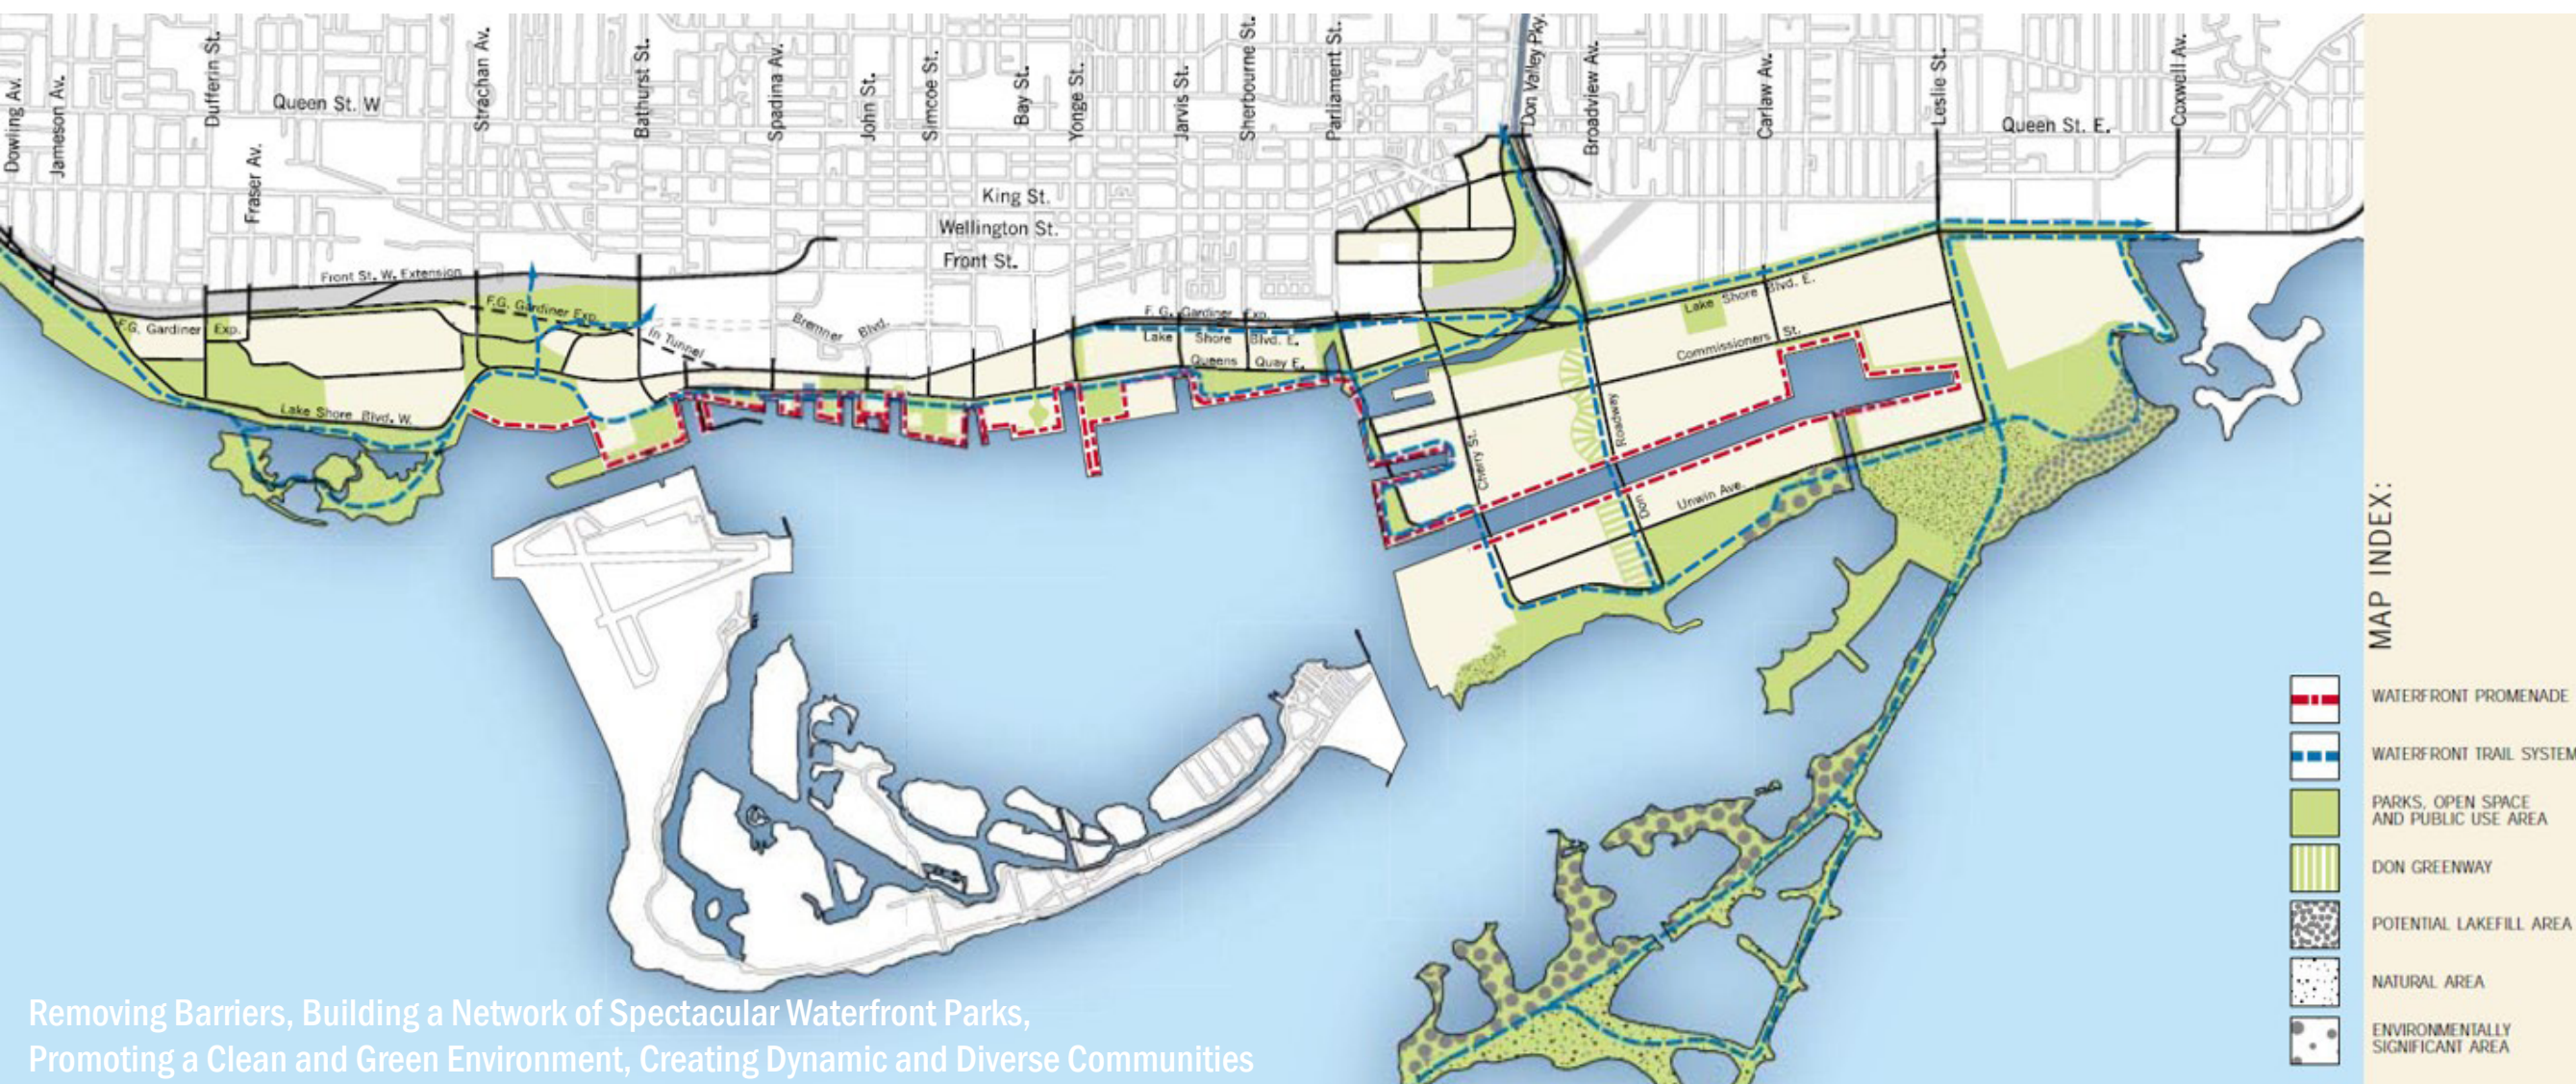 Dowling Av.
Jameson Av.
Dufferin St.
Fraser Av.
Queen St. W
Strachan Av.
Bathurst St.
Spadina Av.
John St.
Simcoe St.
Bay St.
Yonge St.
Jarvis St.
Sherbourne St.
Parliament St.
Don Valley Pky.
Broadview Av.
Carlaw Av.
Leslie St.
Queen St. E.
Coxwell Av.
King St.
Wellington St.
Front St.
Front St. W. Extension
F.G. Gardiner Exp.
F.G. Gardiner Exp.
In Tunnel
Bremner Blvd.
F.G. Gardiner Exp.
Lake Shore Blvd. E.
Queens Quay E.
Lake Shore Blvd. E.
Commissioners St.
Lake Shore Blvd. W.
Cherry St.
Don Roadway
Unwin Ave.
MAP INDEX:
WATERFRONT PROMENADE
WATERFRONT TRAIL SYSTEM
PARKS, OPEN SPACE
AND PUBLIC USE AREA
DON GREENWAY
POTENTIAL LAKEFILL AREA
NATURAL AREA
ENVIRONMENTALLY
SIGNIFICANT AREA
Removing Barriers, Building a Network of Spectacular Waterfront Parks,
Promoting a Clean and Green Environment, Creating Dynamic and Diverse Communities